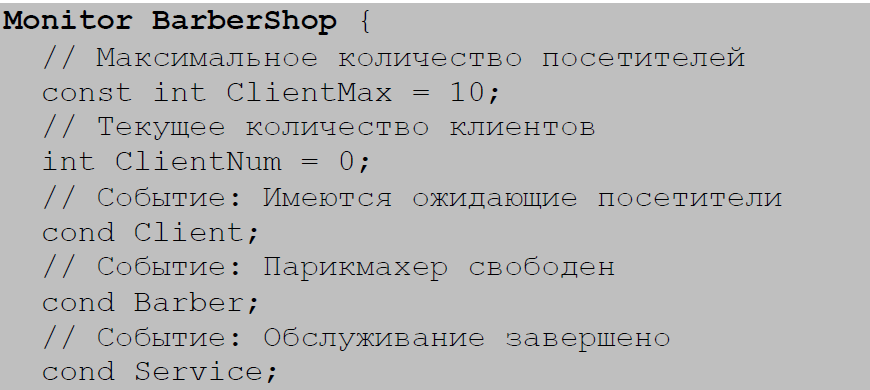 Monitor BarberShop {
// Максимальное количество посетителей
const int ClientMax = 10;
// Текущее количество клиентов
int ClientNum = 0;
// Событие: Имеются ожидающие посетители
cond Client;
// Событие: Парикмахер свободен
cond Barber;
// Событие: Обслуживание завершено
cond Service;